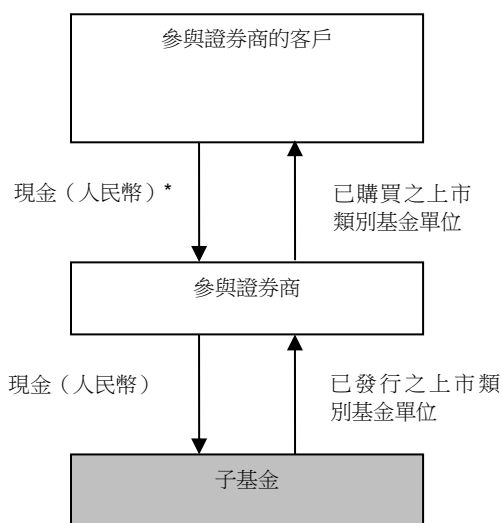 參與證券商的客戶
現金（人民幣）*
已購買之上市
類別基金單位
參與證券商
現金（人民幣）
已發行之上市類
別基金單位
子基金